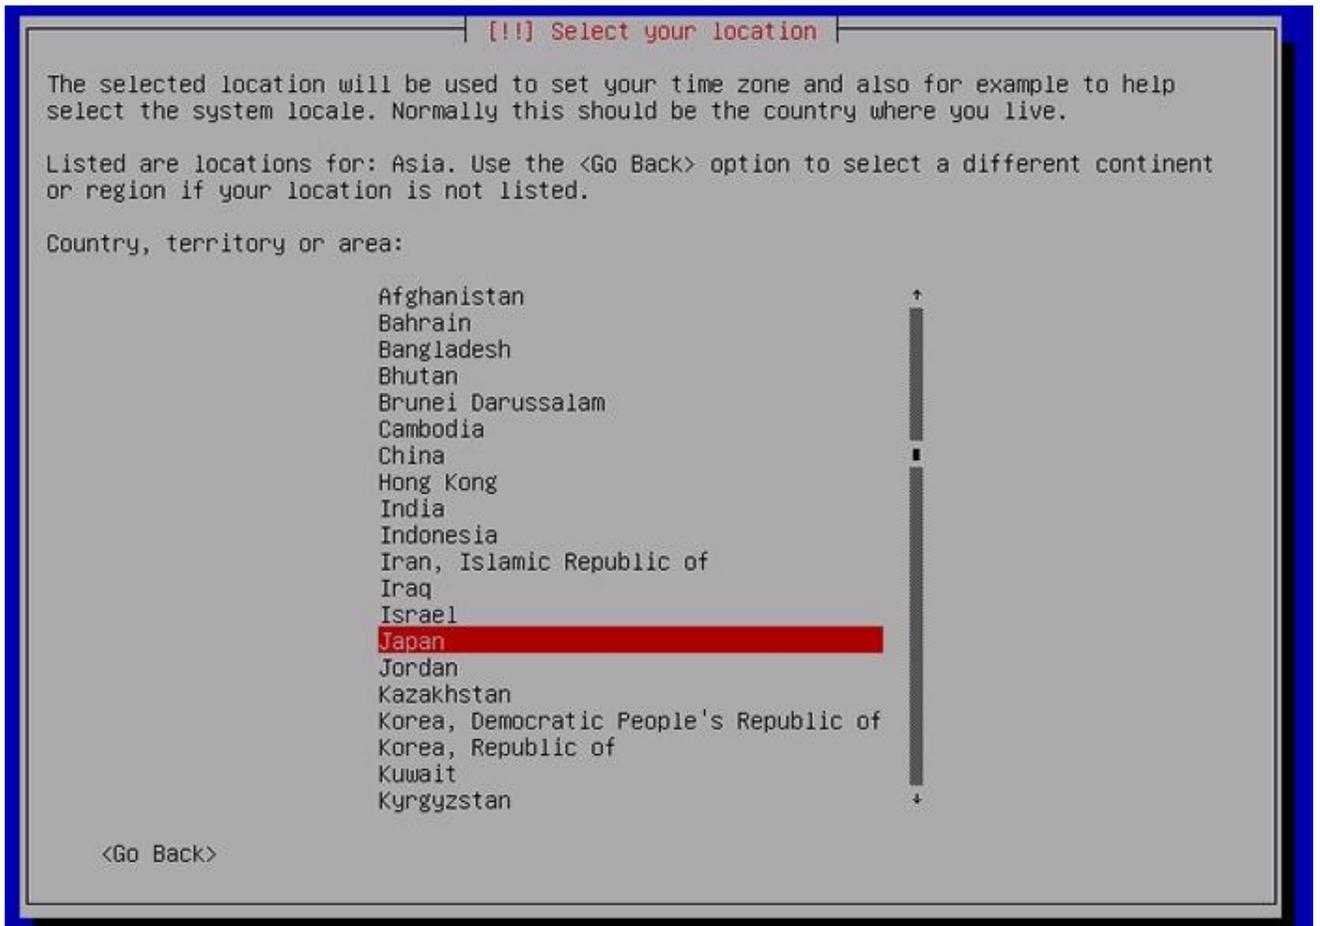 [!!] Select your location
The selected location will be used to set your time zone and also for example to help
select the system locale. Normally this should be the country where you live.
Listed are locations for: Asia. Use the <Go Back> option to select a different continent
or region if your location is not listed.
Country, territory or area:
Afghanistan
Bahrain
Bangladesh
Bhutan
Brunei Darussalam
Cambodia
China
Hong Kong
India
Indonesia
Iran, Islamic Republic of
Iraq
Israel
Japan
Jordan
Kazakhstan
Korea, Democratic People's Republic of
Korea, Republic of
Kuwait
Kyrgyzstan
<Go Back>